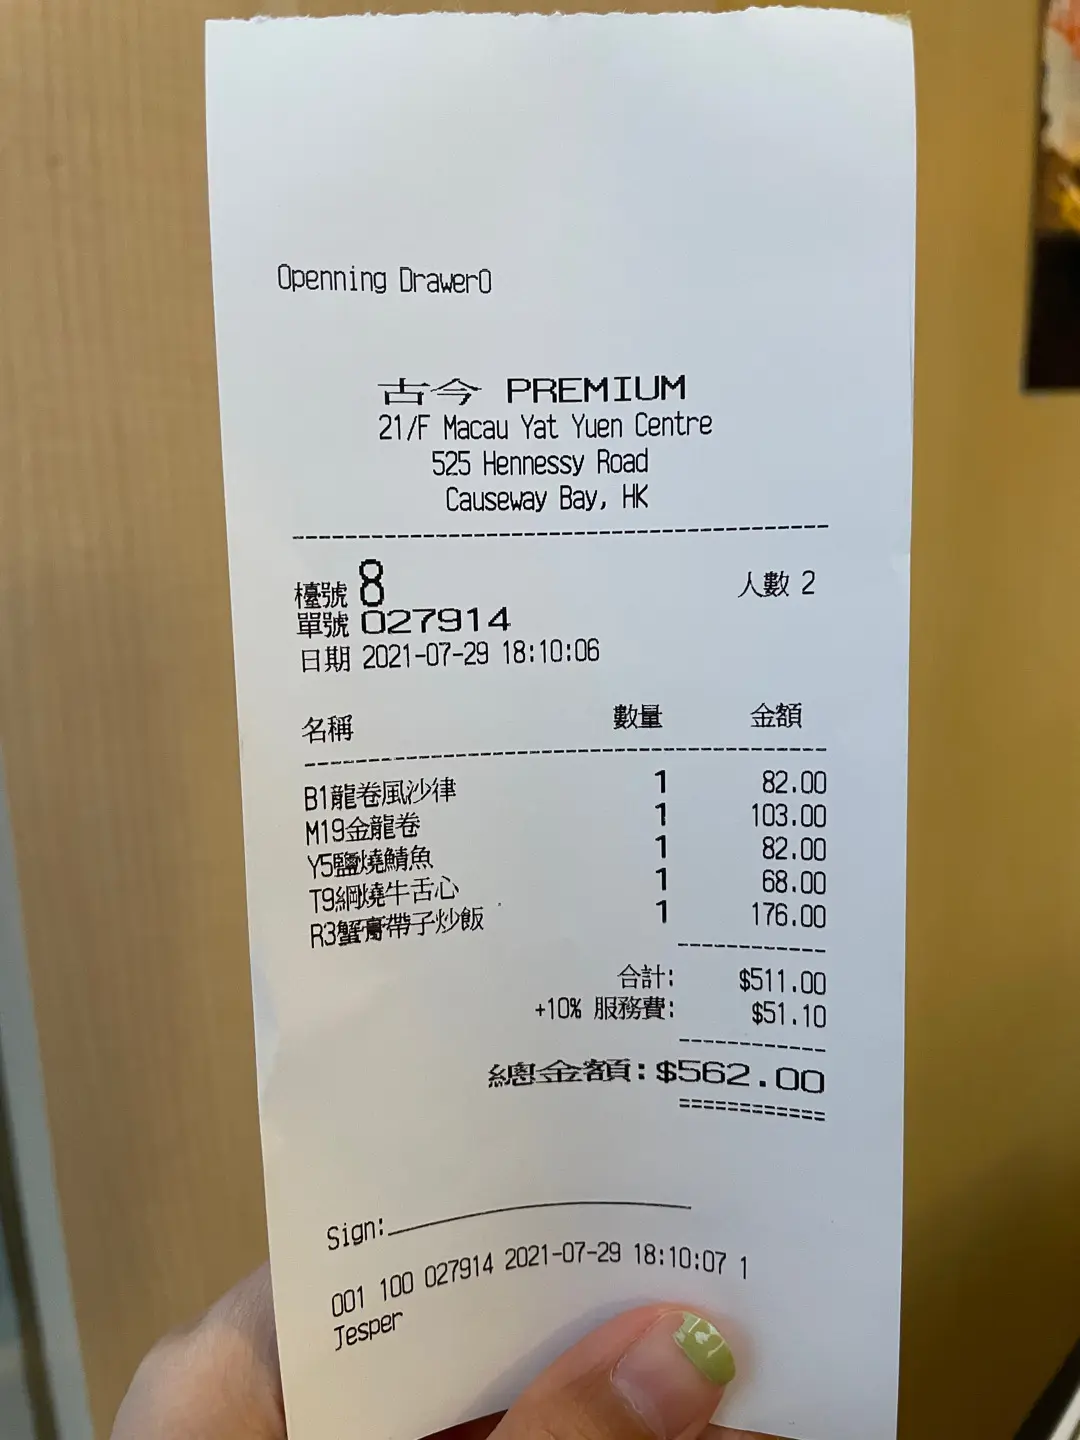 Openning Drawer0
古今 PREMIUM
21/F Macau Yat Yuen Centre
525 Hennessy Road
Causeway Bay, HK
檯號 8 人數 2
單號 027914
日期 2021-07-29 18:10:06
名稱 數量 金額
B1龍卷風沙律 1 82.00
M19金龍卷 1 103.00
Y5鹽燒鯖魚 1 82.00
T9網燒牛舌心 1 68.00
R3蟹膏帶子炒飯 1 176.00
合計: $511.00
+10% 服務費: $51.10
總金額: $562.00
Sign:
001 100 027914 2021-07-29 18:10:07 1
Jesper